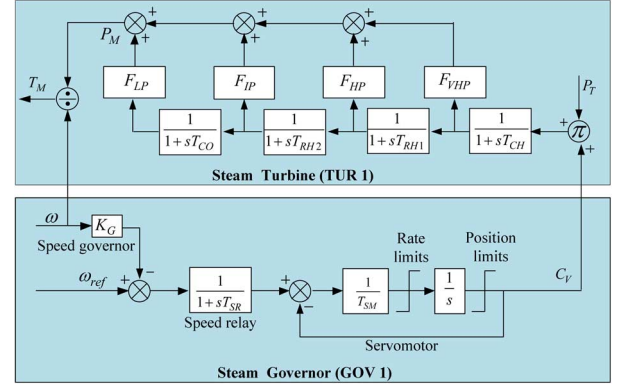 P_M
+ + + + + +
T_M
÷
F_LP F_IP F_HP F_VHP
P_T
1/(1+sT_CO) 1/(1+sT_RH2) 1/(1+sT_RH1) 1/(1+sT_CH) + π +
Steam Turbine (TUR 1)
ω K_G
Speed governor
−
ω_ref +
1/(1+sT_SR)
Speed relay
+ −
1/T_SM
Rate limits
1/s
Position limits
C_V
Servomotor
Steam Governor (GOV 1)